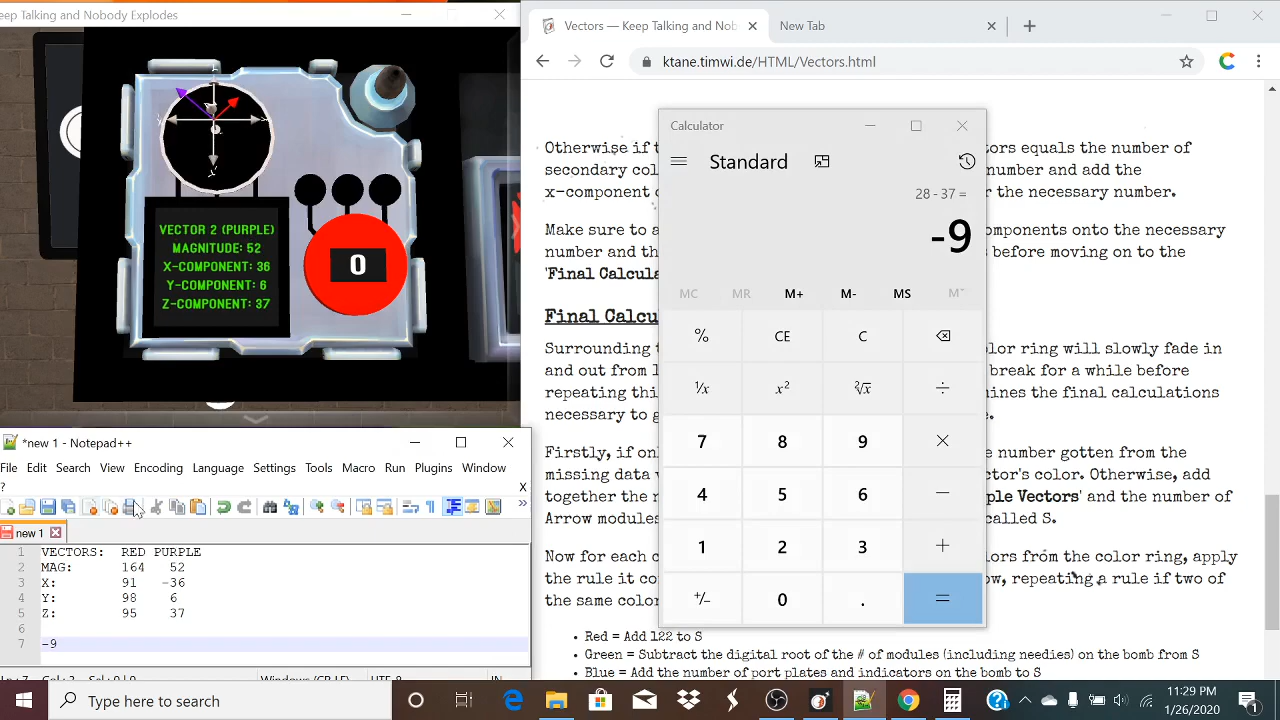 eep Talking and Nobody Explodes
VECTOR 2 (PURPLE)
MAGNITUDE: 52
X-COMPONENT: 36
Y-COMPONENT: 6
Z-COMPONENT: 37
0
Vectors — Keep Talking and Nob
New Tab
ktane.timwi.de/HTML/Vectors.html
Otherwise if t
tors equals the number of
secondary col
number and add the
x-component o
r the necessary number.
Make sure to a
omponents onto the necessary
number and th
before moving on to the
'Final Calcula
Final Calcu
Surrounding t
olor ring will slowly fade in
and out from l
break for a while before
repeating thi
mines the final calculations
necessary to g
Firstly, if onl
he number gotten from the
missing data v
ctor's color. Otherwise, add
together the n
ple Vectors' and the number of
Arrow modules
called S.
Now for each c
lors from the color ring, apply
the rule it co
ow, repeating a rule if two of
the same color
Red = Add 122 to S
Green = Subtract the digital root of the # of modules (including needies) on the bomb from S
Blue = Add the number of port plates and indicators on the bomb to S
Calculator
Standard
28 - 37 =
-9
MC MR M+ M- MS
% CE C
¹/x x² ²√x ÷
7 8 9 ×
4 5 6 −
1 2 3 +
+/− 0 . =
*new 1 - Notepad++
File Edit Search View Encoding Language Settings Tools Macro Run Plugins Window
? X
new 1
1 VECTORS: RED PURPLE
2 MAG: 164 52
3 X: 91 -36
4 Y: 98 6
5 Z: 95 37
6
7 -9
Type here to search
11:29 PM
1/26/2020